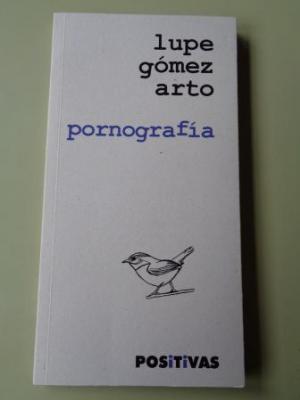 lupe
gómez
arto
pornografía
POSiTiVAS